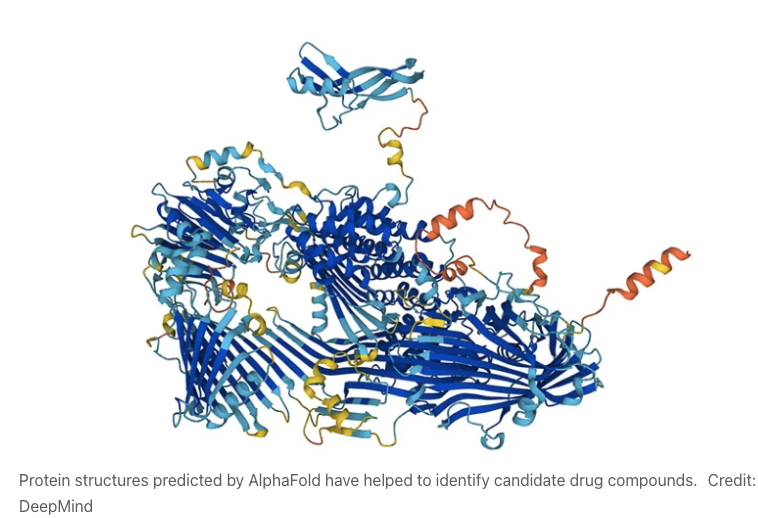 Protein structures predicted by AlphaFold have helped to identify candidate drug compounds.  Credit:
DeepMind